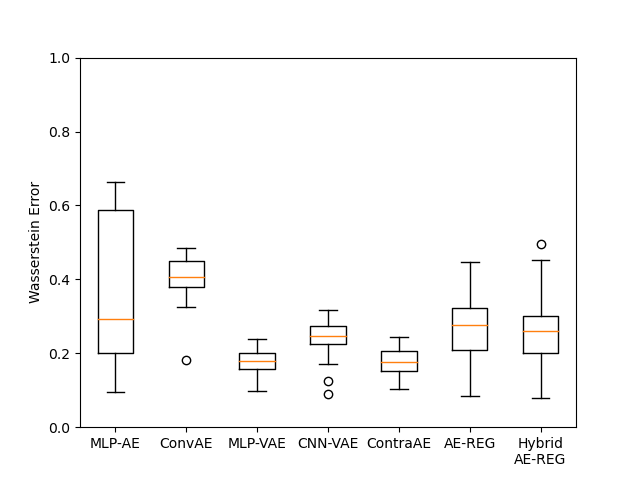 1.0
0.8
0.6
0.4
0.2
0.0
Wasserstein Error
MLP-AE ConvAE MLP-VAE CNN-VAE ContraAE AE-REG Hybrid
AE-REG